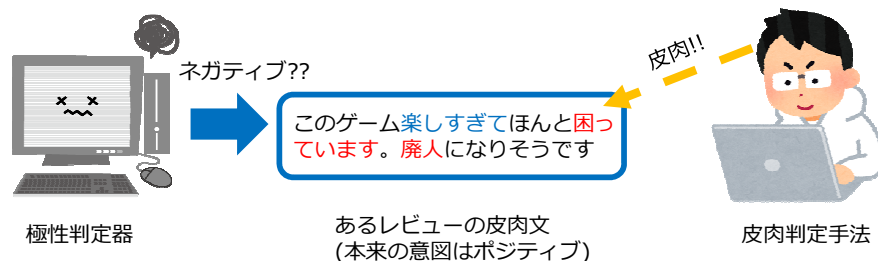 ネガティブ??
皮肉!!
このゲーム楽しすぎてほんと困っ
ています。廃人になりそうです
極性判定器
あるレビューの皮肉文
(本来の意図はポジティブ)
皮肉判定手法